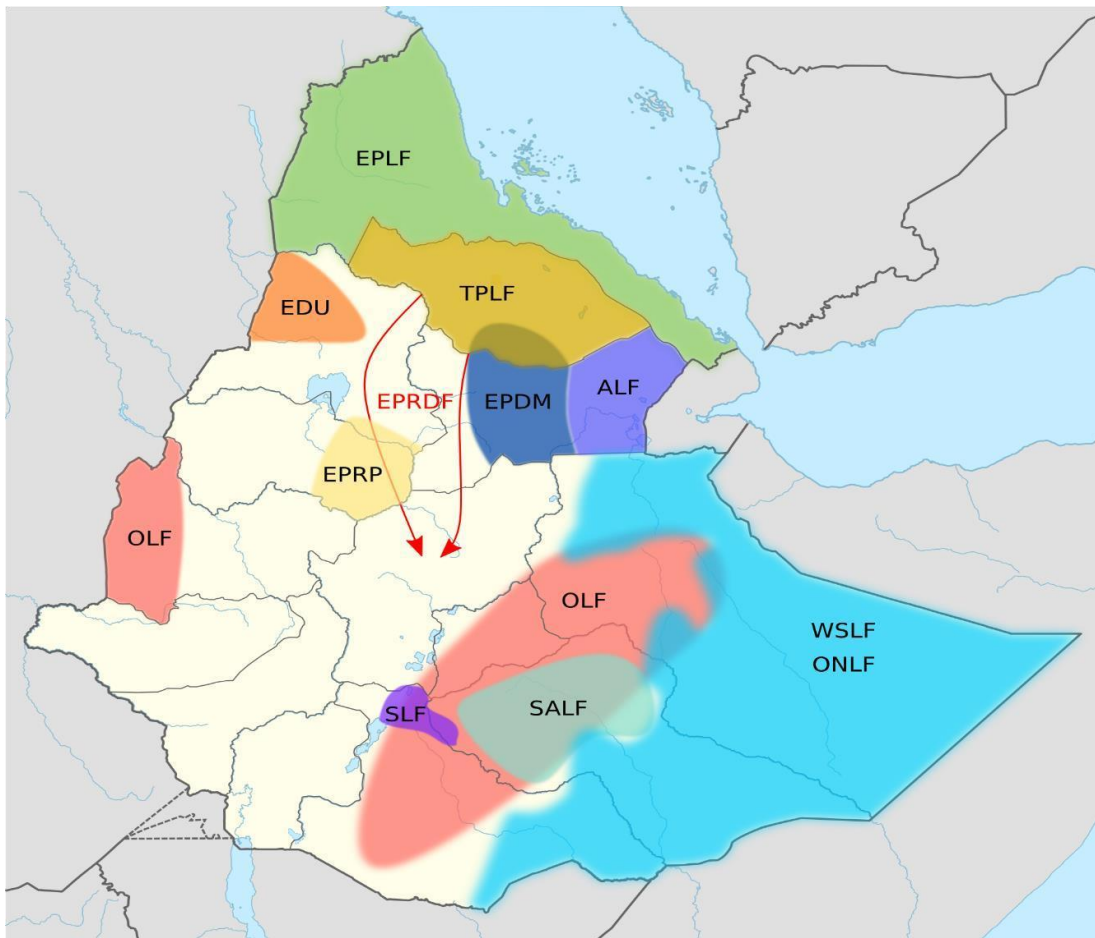 EPLF
TPLF
EDU
ALF
EPRDF
EPDM
EPRP
OLF
OLF
WSLF
ONLF
SALF
SLF